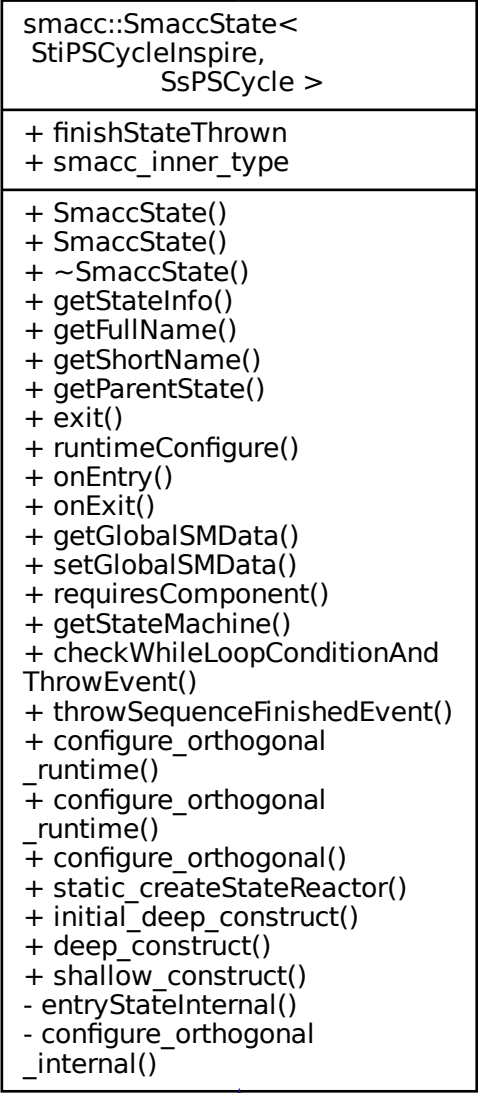 smacc::SmaccState<
StiPSCycleInspire,
SsPSCycle >
+ finishStateThrown
+ smacc_inner_type
+ SmaccState()
+ SmaccState()
+ ~SmaccState()
+ getStateInfo()
+ getFullName()
+ getShortName()
+ getParentState()
+ exit()
+ runtimeConfigure()
+ onEntry()
+ onExit()
+ getGlobalSMData()
+ setGlobalSMData()
+ requiresComponent()
+ getStateMachine()
+ checkWhileLoopConditionAnd
ThrowEvent()
+ throwSequenceFinishedEvent()
+ configure_orthogonal
_runtime()
+ configure_orthogonal
_runtime()
+ configure_orthogonal()
+ static_createStateReactor()
+ initial_deep_construct()
+ deep_construct()
+ shallow_construct()
- entryStateInternal()
- configure_orthogonal
_internal()